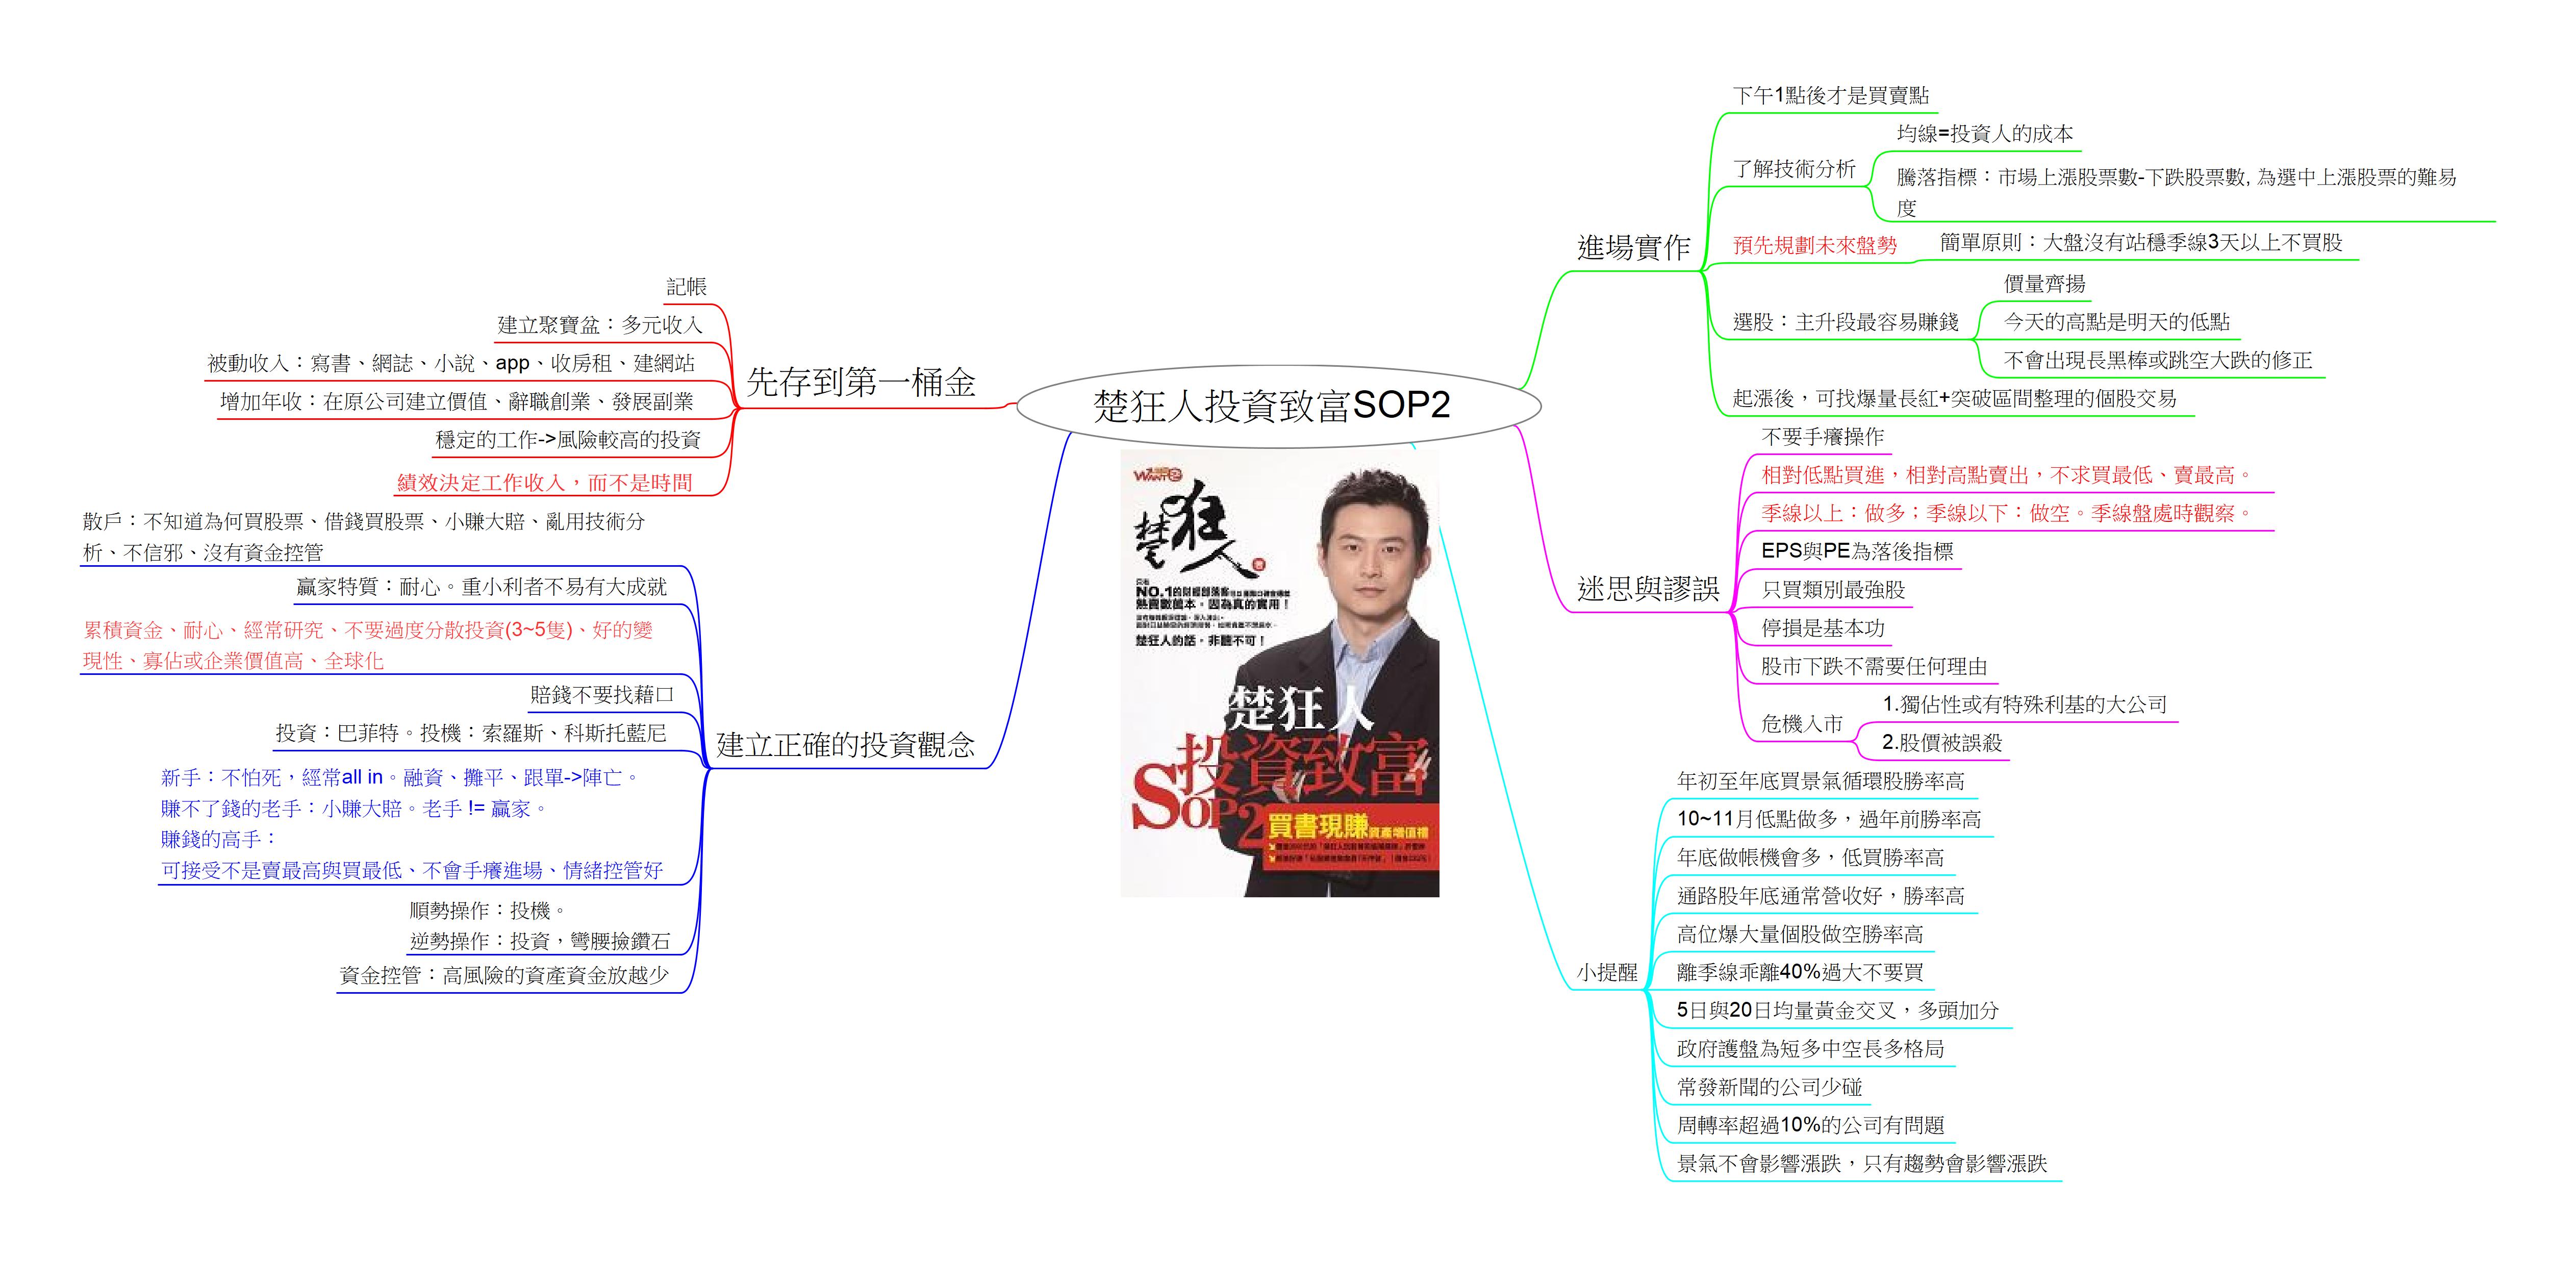 楚狂人投資致富SOP2
先存到第一桶金
記帳
建立聚寶盆：多元收入
被動收入：寫書、網誌、小說、app、收房租、建網站
增加年收：在原公司建立價值、辭職創業、發展副業
穩定的工作->風險較高的投資
績效決定工作收入，而不是時間
建立正確的投資觀念
散戶：不知道為何買股票、借錢買股票、小賺大賠、亂用技術分
析、不信邪、沒有資金控管
贏家特質：耐心。重小利者不易有大成就
累積資金、耐心、經常研究、不要過度分散投資(3~5隻)、好的變
現性、寡佔或企業價值高、全球化
賠錢不要找藉口
投資：巴菲特。投機：索羅斯、科斯托藍尼
新手：不怕死，經常all in。融資、攤平、跟單->陣亡。
賺不了錢的老手：小賺大賠。老手 != 贏家。
賺錢的高手：
可接受不是賣最高與買最低、不會手癢進場、情緒控管好
順勢操作：投機。
逆勢操作：投資，彎腰撿鑽石
資金控管：高風險的資產資金放越少
進場實作
下午1點後才是買賣點
了解技術分析
均線=投資人的成本
騰落指標：市場上漲股票數-下跌股票數, 為選中上漲股票的難易
度
預先規劃未來盤勢
簡單原則：大盤沒有站穩季線3天以上不買股
選股：主升段最容易賺錢
價量齊揚
今天的高點是明天的低點
不會出現長黑棒或跳空大跌的修正
起漲後，可找爆量長紅+突破區間整理的個股交易
迷思與謬誤
不要手癢操作
相對低點買進，相對高點賣出，不求買最低、賣最高。
季線以上：做多；季線以下：做空。季線盤處時觀察。
EPS與PE為落後指標
只買類別最強股
停損是基本功
股市下跌不需要任何理由
危機入市
1.獨佔性或有特殊利基的大公司
2.股價被誤殺
小提醒
年初至年底買景氣循環股勝率高
10~11月低點做多，過年前勝率高
年底做帳機會多，低買勝率高
通路股年底通常營收好，勝率高
高位爆大量個股做空勝率高
離季線乖離40%過大不要買
5日與20日均量黃金交叉，多頭加分
政府護盤為短多中空長多格局
常發新聞的公司少碰
周轉率超過10%的公司有問題
景氣不會影響漲跌，只有趨勢會影響漲跌
WANT
楚狂人
著
NO.1的財經部落客
熱賣數萬本。因為真的實用！
楚狂人的話，非聽不可！
楚狂人
投資致富
SOP2
買書現賺資產增值禮